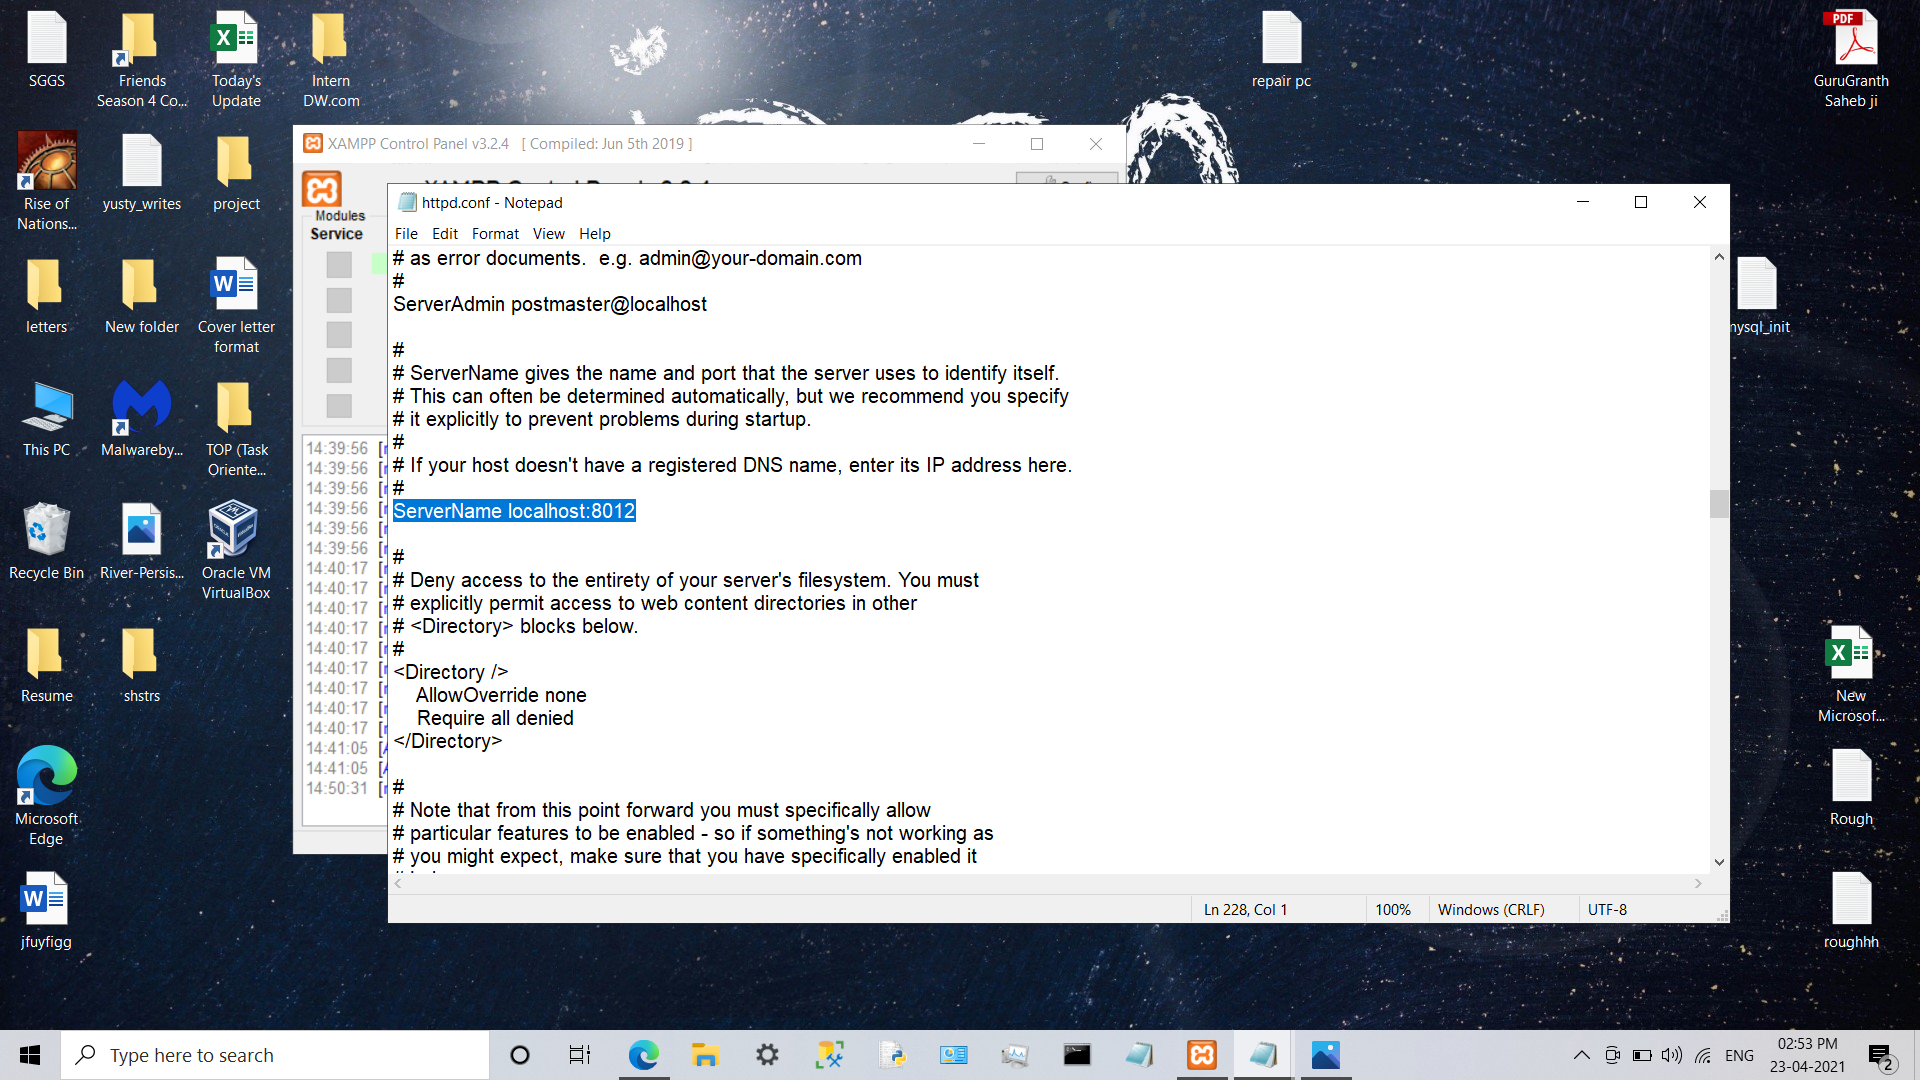 SGGS
Friends
Season 4 Co...
Today's
Update
Intern
DW.com
repair pc
PDF
GuruGranth
Saheb ji
Rise of
Nations...
yusty_writes
project
letters
New folder
Cover letter
format
This PC
Malwareby...
TOP (Task
Oriente...
Recycle Bin
River-Persis...
Oracle VM
VirtualBox
Resume
shstrs
Microsoft
Edge
jfuyfigg
mysql_init
New
Microsof...
Rough
roughhh
XAMPP Control Panel v3.2.4 [ Compiled: Jun 5th 2019 ]
Modules
Service
14:39:56
14:39:56
14:39:56
14:39:56
14:39:56
14:39:56
14:40:17
14:40:17
14:40:17
14:40:17
14:40:17
14:40:17
14:40:17
14:40:17
14:40:17
14:41:05
14:41:05
14:50:31
httpd.conf - Notepad
File Edit Format View Help
# as error documents.  e.g. admin@your-domain.com
#
ServerAdmin postmaster@localhost
#
# ServerName gives the name and port that the server uses to identify itself.
# This can often be determined automatically, but we recommend you specify
# it explicitly to prevent problems during startup.
#
# If your host doesn't have a registered DNS name, enter its IP address here.
#
ServerName localhost:8012
#
# Deny access to the entirety of your server's filesystem. You must
# explicitly permit access to web content directories in other
# <Directory> blocks below.
#
<Directory />
AllowOverride none
Require all denied
</Directory>
#
# Note that from this point forward you must specifically allow
# particular features to be enabled - so if something's not working as
# you might expect, make sure that you have specifically enabled it
Ln 228, Col 1
100%
Windows (CRLF)
UTF-8
Type here to search
ENG
02:53 PM
23-04-2021
2